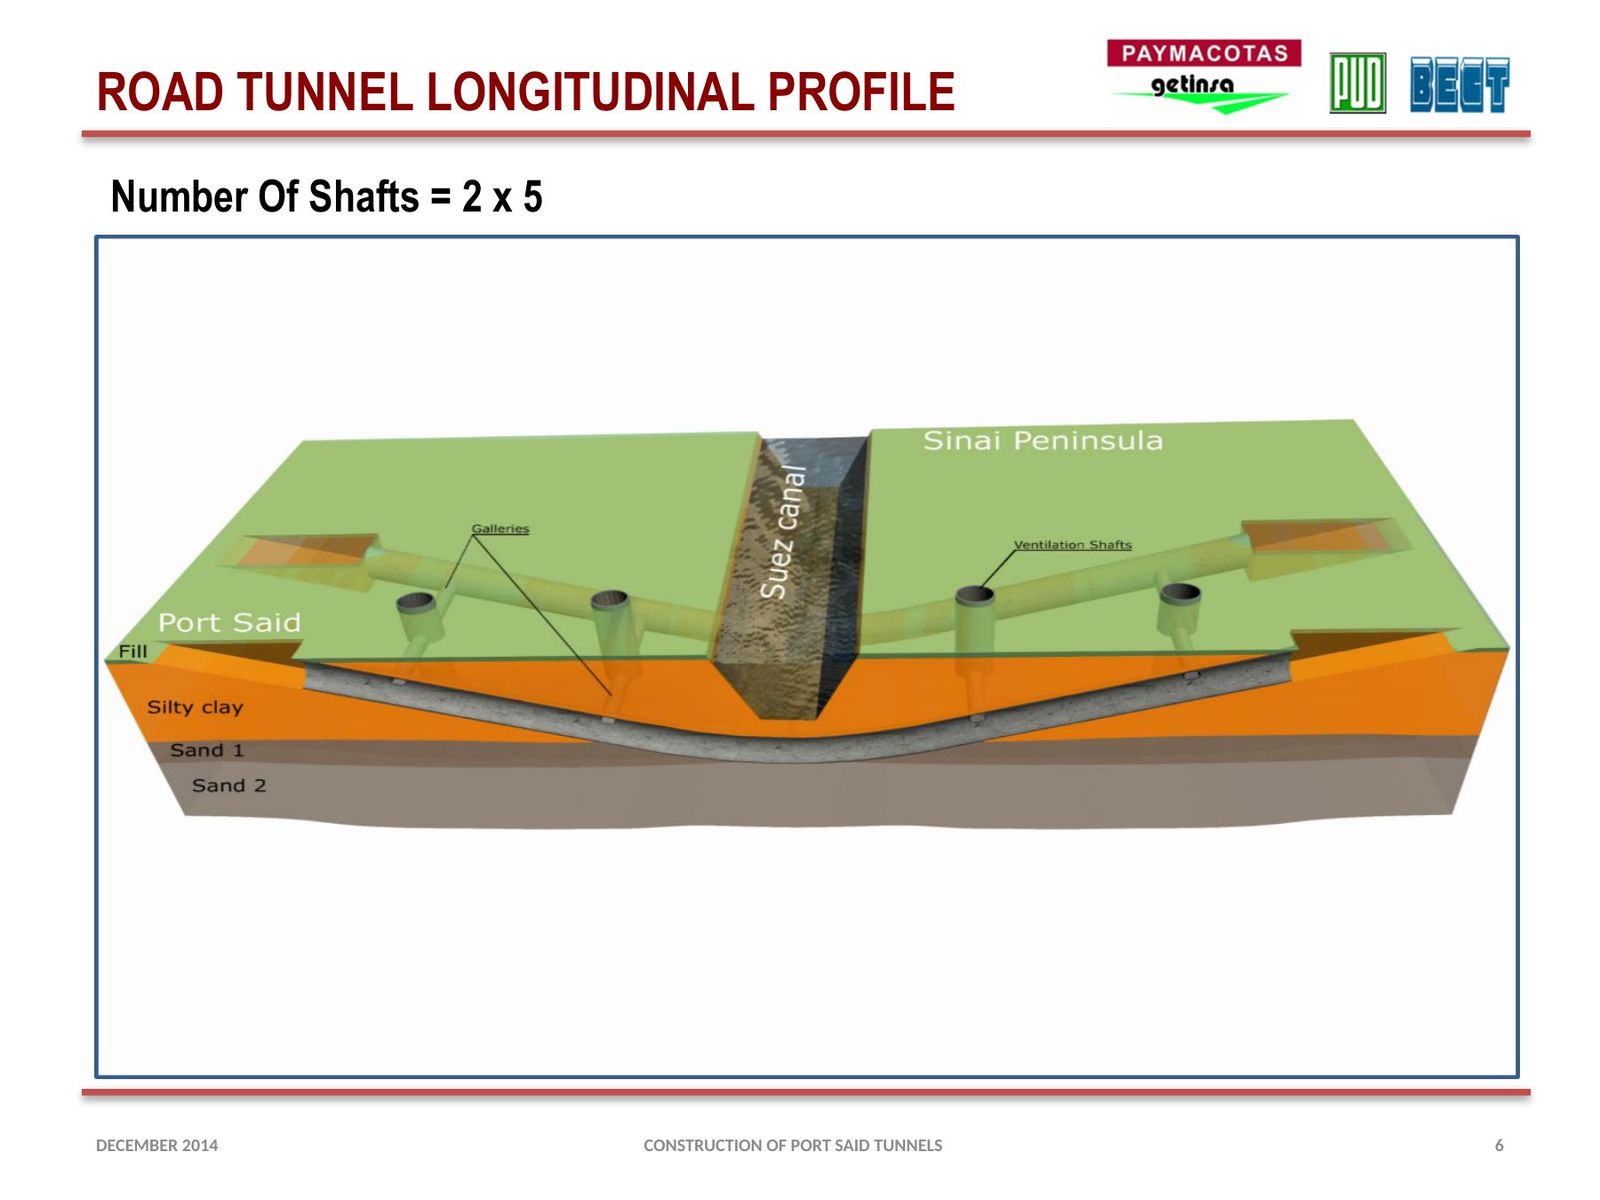 ROAD TUNNEL LONGITUDINAL PROFILE
PAYMACOTAS
getinsa
PUD
BECT
Number Of Shafts = 2 x 5
Sinai Peninsula
Suez canal
Galleries
Ventilation Shafts
Port Said
Fill
Silty clay
Sand 1
Sand 2
DECEMBER 2014
CONSTRUCTION OF PORT SAID TUNNELS
6